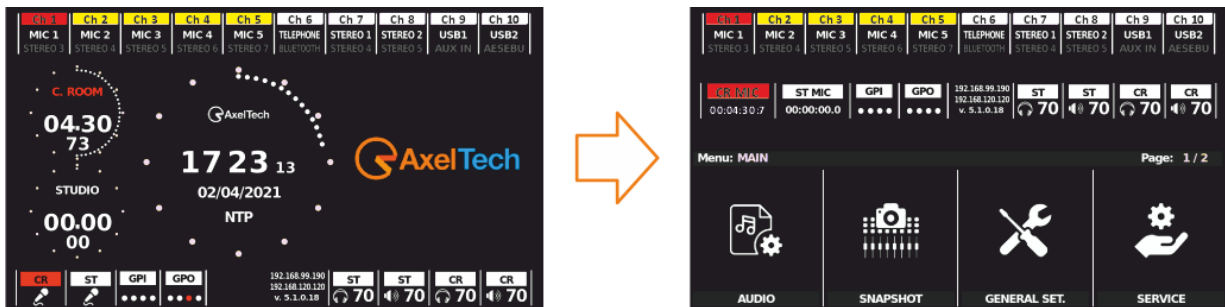 Ch 1 Ch 2 Ch 3 Ch 4 Ch 5 Ch 6 Ch 7 Ch 8 Ch 9 Ch 10
MIC 1 MIC 2 MIC 3 MIC 4 MIC 5 TELEPHONE STEREO 1 STEREO 2 USB1 USB2
STEREO 3 STEREO 4 STEREO 5 STEREO 6 STEREO 7 BLUETOOTH STEREO 4 STEREO 5 AUX IN AESEBU
C. ROOM
04.30
73
STUDIO
00.00
00
AxelTech
17 23 13
02/04/2021
NTP
AxelTech
CR ST GPI GPO
192.168.99.190
192.168.120.120
v. 5.1.0.18
ST ST CR CR
70 70 70 70
Ch 1 Ch 2 Ch 3 Ch 4 Ch 5 Ch 6 Ch 7 Ch 8 Ch 9 Ch 10
MIC 1 MIC 2 MIC 3 MIC 4 MIC 5 TELEPHONE STEREO 1 STEREO 2 USB1 USB2
STEREO 3 STEREO 4 STEREO 5 STEREO 6 STEREO 7 BLUETOOTH STEREO 4 STEREO 5 AUX IN AESEBU
CR MIC ST MIC GPI GPO
00:04:30:7 00:00:00.0
192.168.99.190
192.168.120.120
v. 5.1.0.18
ST ST CR CR
70 70 70 70
Menu: MAIN Page: 1 / 2
AUDIO SNAPSHOT GENERAL SET. SERVICE